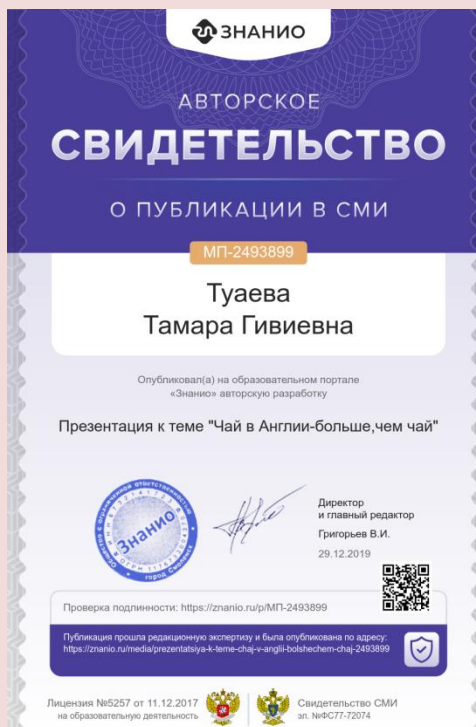 ЗНАНИО
АВТОРСКОЕ
СВИДЕТЕЛЬСТВО
О ПУБЛИКАЦИИ В СМИ
МП-2493899
Туаева
Тамара Гивиевна
Опубликовал(а) на образовательном портале
«Знанио» авторскую разработку
Презентация к теме "Чай в Англии-больше,чем чай"
Знанио
город Смоленск
Директор
и главный редактор
Григорьев В.И.
29.12.2019
Проверка подлинности: https://znanio.ru/p/МП-2493899
Публикация прошла редакционную экспертизу и была опубликована по адресу:
https://znanio.ru/media/prezentatsiya-k-teme-chaj-v-anglii-bolshechem-chaj-2493899
Лицензия №5257 от 11.12.2017
на образовательную деятельность
Свидетельство СМИ
эл. №ФС77-72074